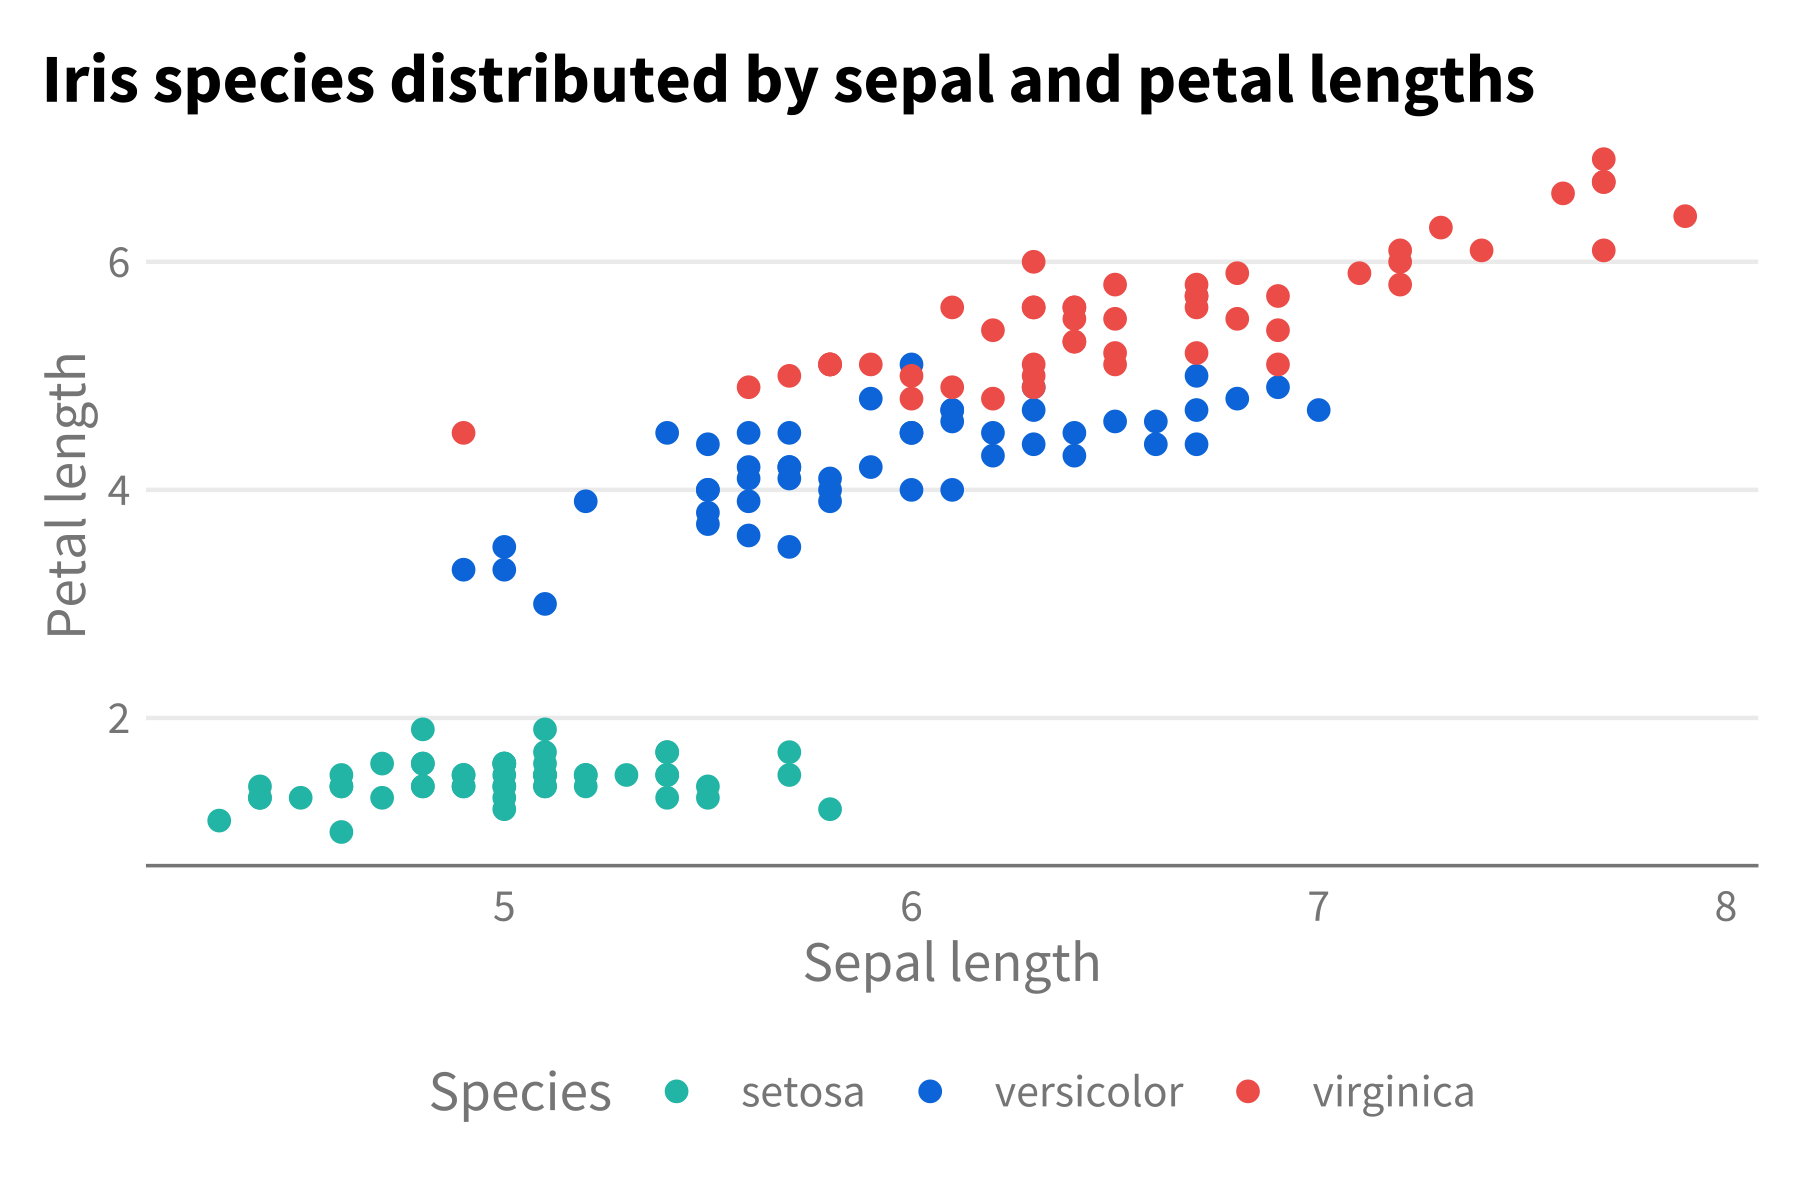 Iris species distributed by sepal and petal lengths
Petal length
6
4
2
5 6 7 8
Sepal length
Species setosa versicolor virginica